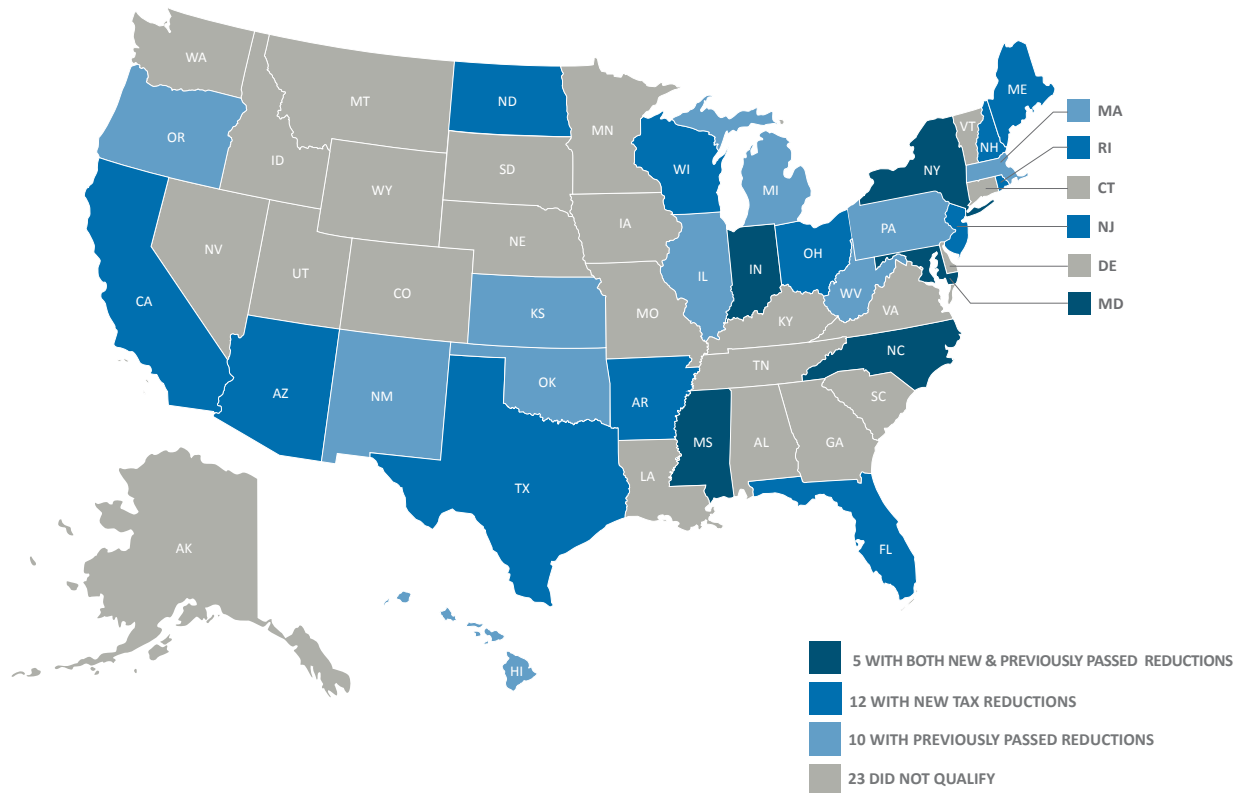 WA
MT
ND
MN
ME
VT
MA
OR
ID
SD
WI
NH
RI
WY
MI
NY
CT
NV
NE
IA
PA
NJ
UT
CO
IL
IN
OH
DE
CA
KS
MO
KY
WV
VA
MD
AZ
NM
OK
AR
TN
NC
SC
MS
AL
GA
TX
LA
AK
FL
HI
5 WITH BOTH NEW & PREVIOUSLY PASSED REDUCTIONS
12 WITH NEW TAX REDUCTIONS
10 WITH PREVIOUSLY PASSED REDUCTIONS
23 DID NOT QUALIFY